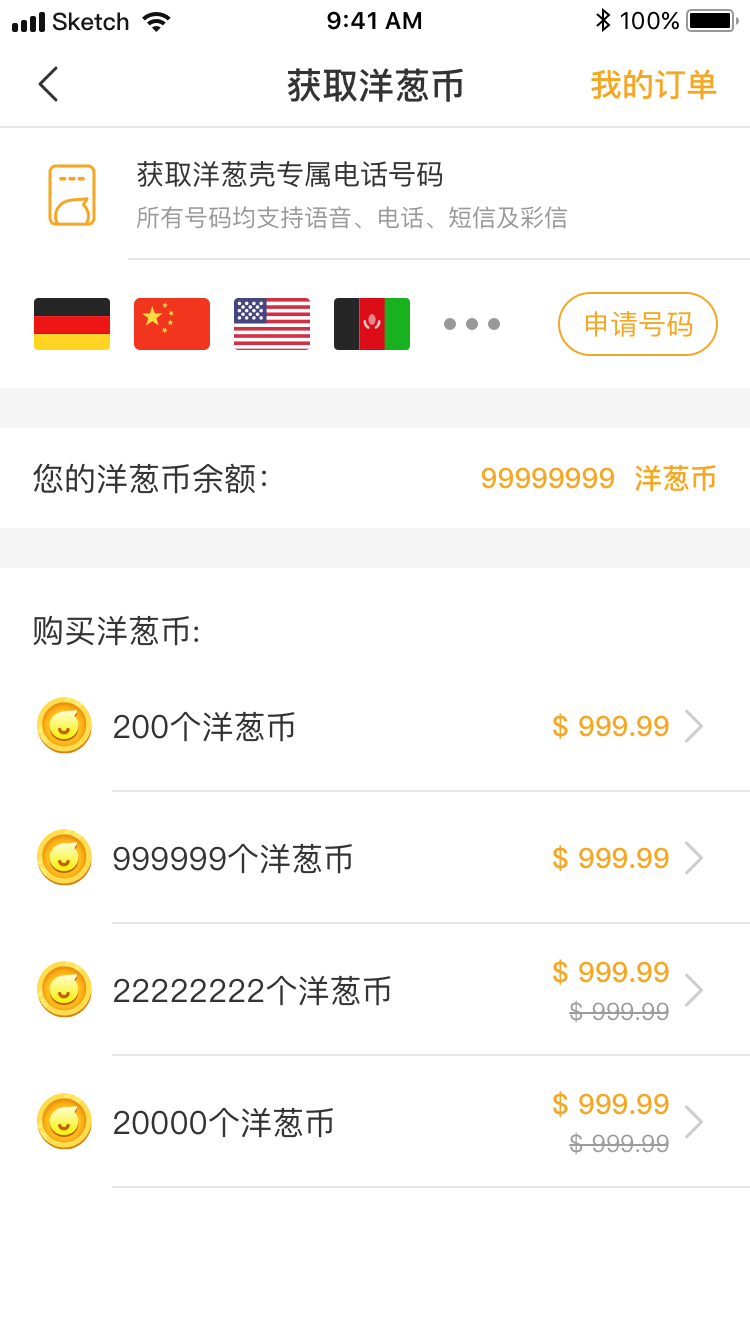 Sketch 9:41 AM 100%
获取洋葱币 我的订单
获取洋葱壳专属电话号码
所有号码均支持语音、电话、短信及彩信
申请号码
您的洋葱币余额： 99999999 洋葱币
购买洋葱币:
200个洋葱币 $ 999.99
999999个洋葱币 $ 999.99
22222222个洋葱币 $ 999.99
$ 999.99
20000个洋葱币 $ 999.99
$ 999.99